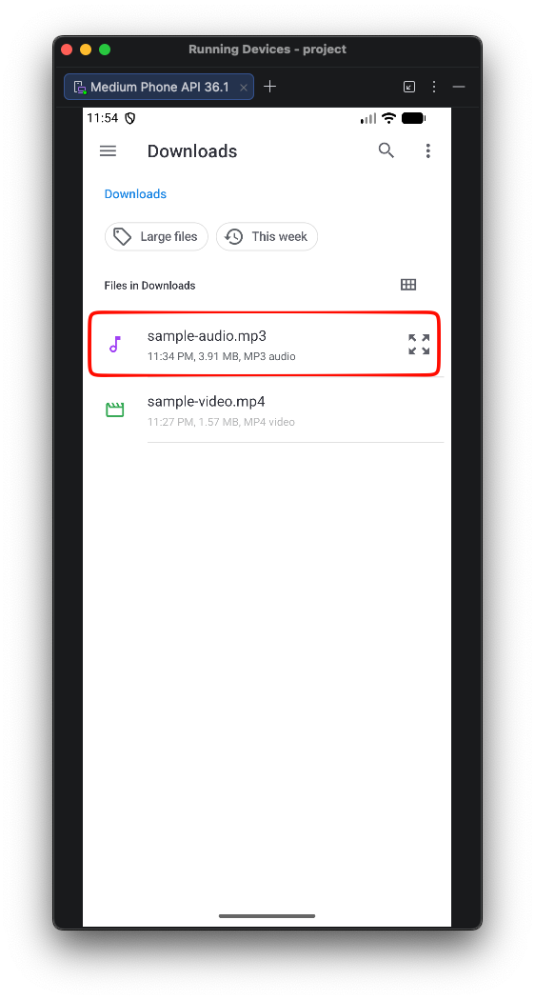 Running Devices - project
Medium Phone API 36.1
11:54
Downloads
Downloads
Large files
This week
Files in Downloads
sample-audio.mp3
11:34 PM, 3.91 MB, MP3 audio
sample-video.mp4
11:27 PM, 1.57 MB, MP4 video